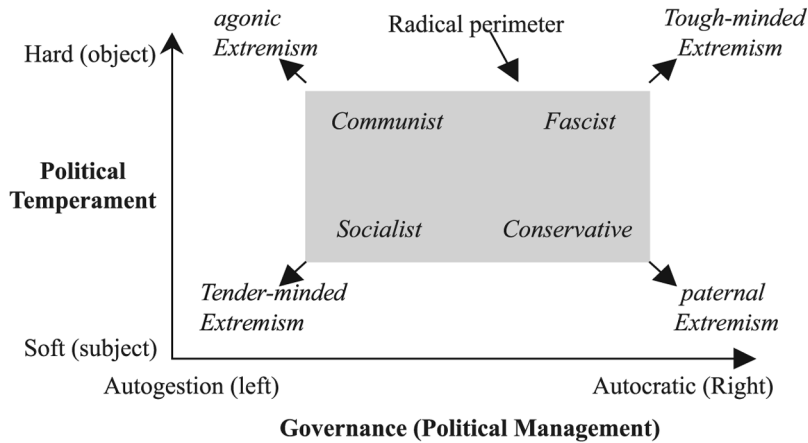 agonic
Extremism
Radical perimeter
Tough-minded
Extremism
Hard (object)
Communist
Fascist
Political
Temperament
Socialist
Conservative
Tender-minded
Extremism
paternal
Extremism
Soft (subject)
Autogestion (left)
Autocratic (Right)
Governance (Political Management)